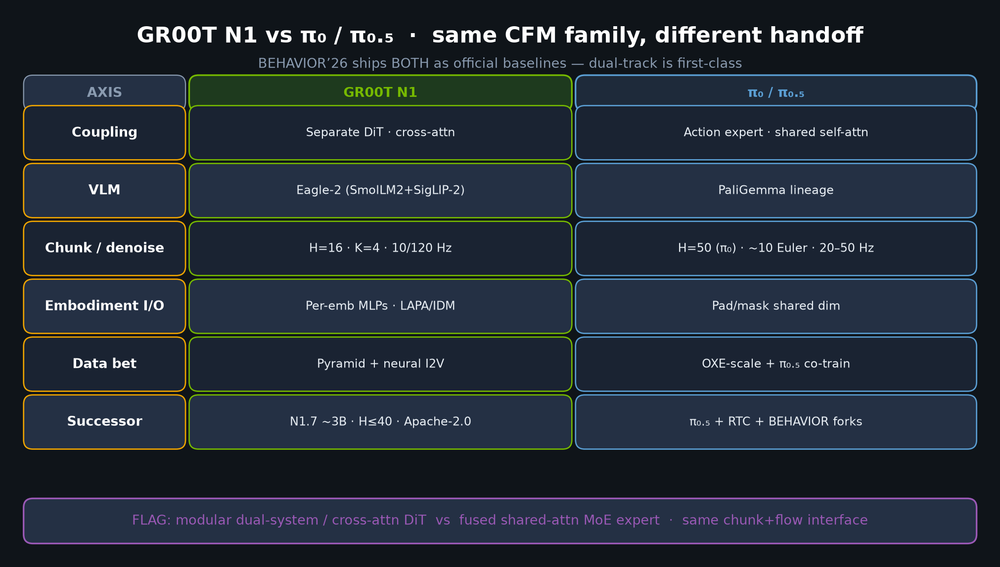 GR00T N1 vs π₀ / π₀.₅ · same CFM family, different handoff
BEHAVIOR’26 ships BOTH as official baselines — dual-track is first-class
AXIS GR00T N1 π₀ / π₀.₅
Coupling Separate DiT · cross-attn Action expert · shared self-attn
VLM Eagle-2 (SmolLM2+SigLIP-2) PaliGemma lineage
Chunk / denoise H=16 · K=4 · 10/120 Hz H=50 (π₀) · ~10 Euler · 20–50 Hz
Embodiment I/O Per-emb MLPs · LAPA/IDM Pad/mask shared dim
Data bet Pyramid + neural I2V OXE-scale + π₀.₅ co-train
Successor N1.7 ~3B · H≤40 · Apache-2.0 π₀.₅ + RTC + BEHAVIOR forks
FLAG: modular dual-system / cross-attn DiT vs fused shared-attn MoE expert · same chunk+flow interface